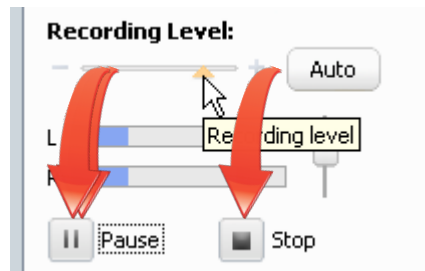 Recording Level:
- + Auto
L
Recording level
R
Pause Stop